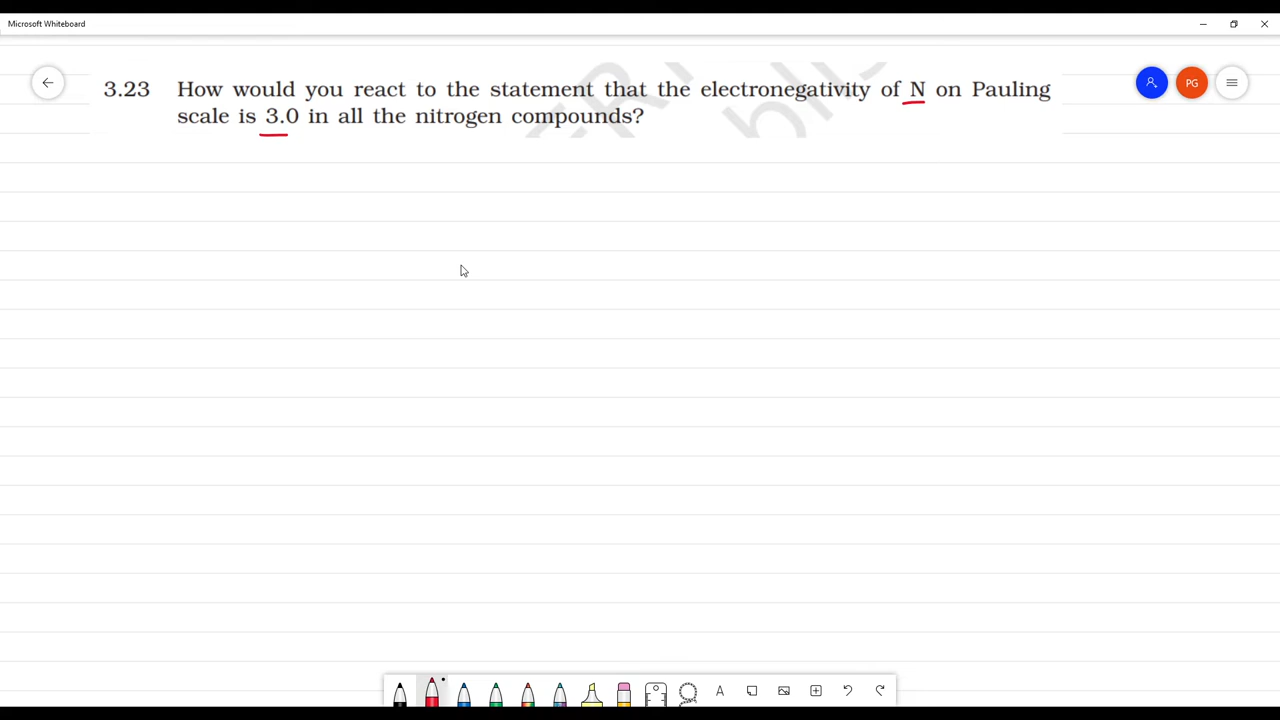 Microsoft Whiteboard
PG
3.23 How would you react to the statement that the electronegativity of N on Pauling
scale is 3.0 in all the nitrogen compounds?
A